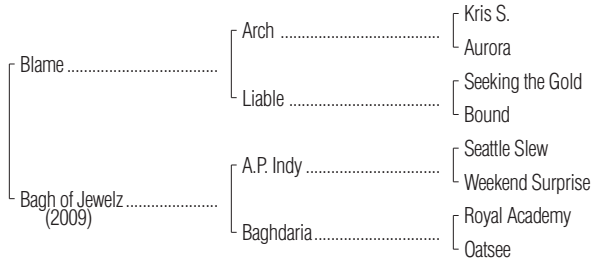 Kris S.
Arch ....................................
Aurora
Blame ....................................
Seeking the Gold
Liable ....................................
Bound
Seattle Slew
A.P. Indy ................................
Weekend Surprise
Bagh of Jewelz ......................
(2009)
Royal Academy
Baghdaria ..............................
Oatsee